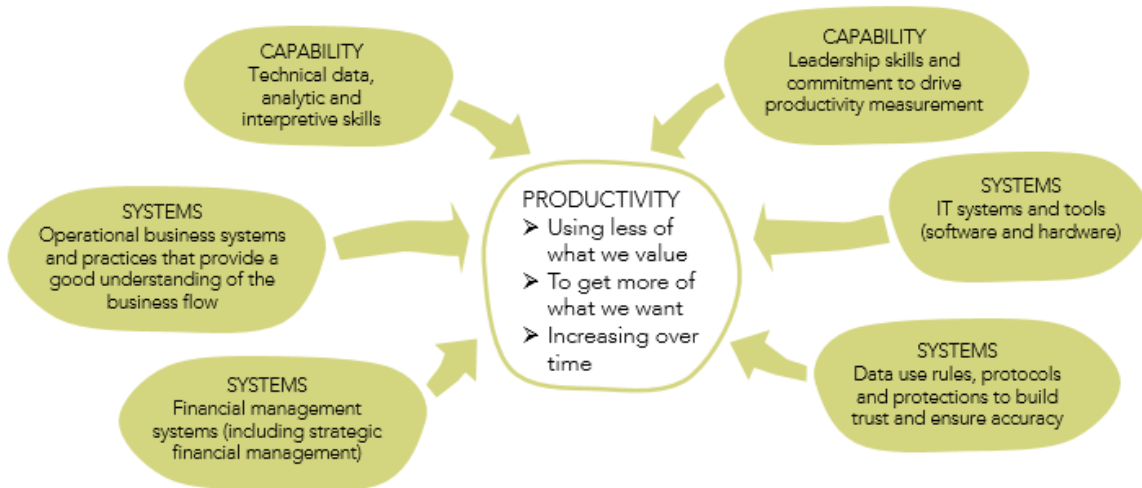 CAPABILITY
Technical data,
analytic and
interpretive skills
CAPABILITY
Leadership skills and
commitment to drive
productivity measurement
SYSTEMS
Operational business systems
and practices that provide a
good understanding of the
business flow
PRODUCTIVITY
➢ Using less of
what we value
➢ To get more of
what we want
➢ Increasing over
time
SYSTEMS
IT systems and tools
(software and hardware)
SYSTEMS
Financial management
systems (including strategic
financial management)
SYSTEMS
Data use rules, protocols
and protections to build
trust and ensure accuracy